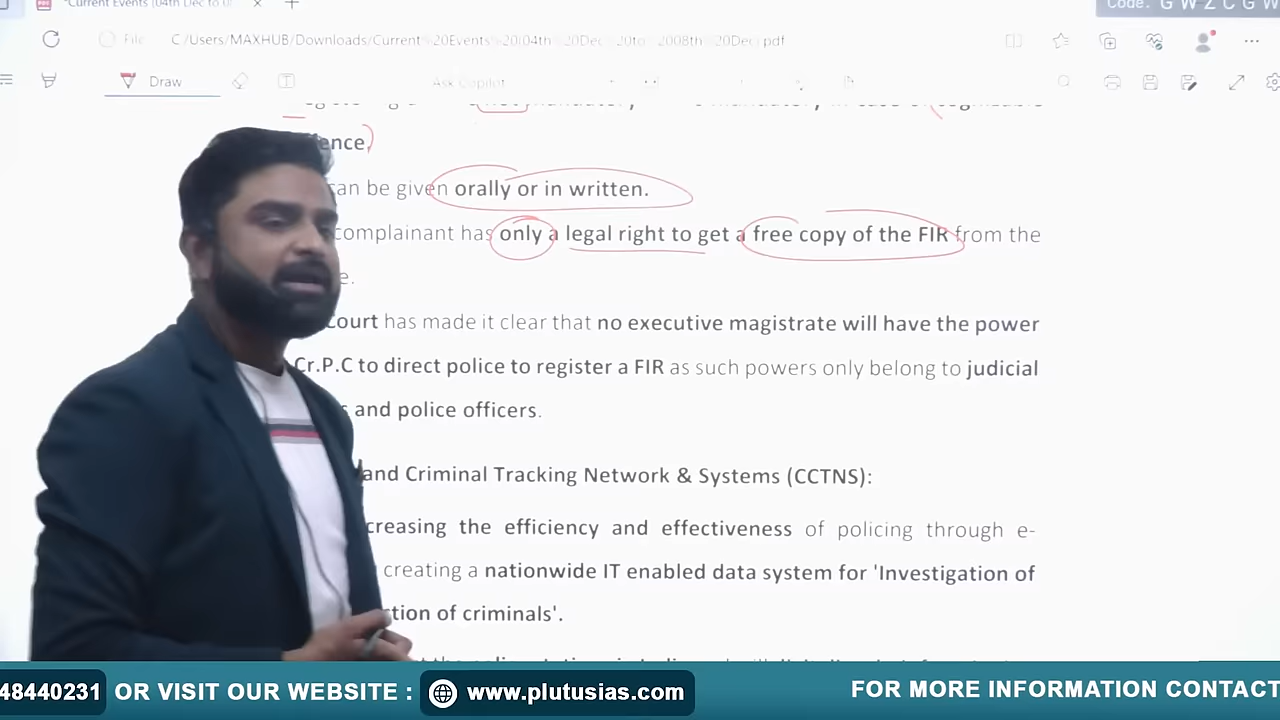 *Current Events (04th Dec to 0
Code: G W Z C G W
File C:/Users/MAXHUB/Downloads/Current%20Events%20(04th%20Dec%20to%2008th%20Dec).pdf
Draw Ask Copilot
ence,
can be given orally or in written.
complainant has only a legal right to get a free copy of the FIR from the
e.
court has made it clear that no executive magistrate will have the power
Cr.P.C to direct police to register a FIR as such powers only belong to judicial
s and police officers.
and Criminal Tracking Network & Systems (CCTNS):
creasing the efficiency and effectiveness of policing through e-
creating a nationwide IT enabled data system for 'Investigation of
tion of criminals'.
48440231 OR VISIT OUR WEBSITE : www.plutusias.com FOR MORE INFORMATION CONTACT